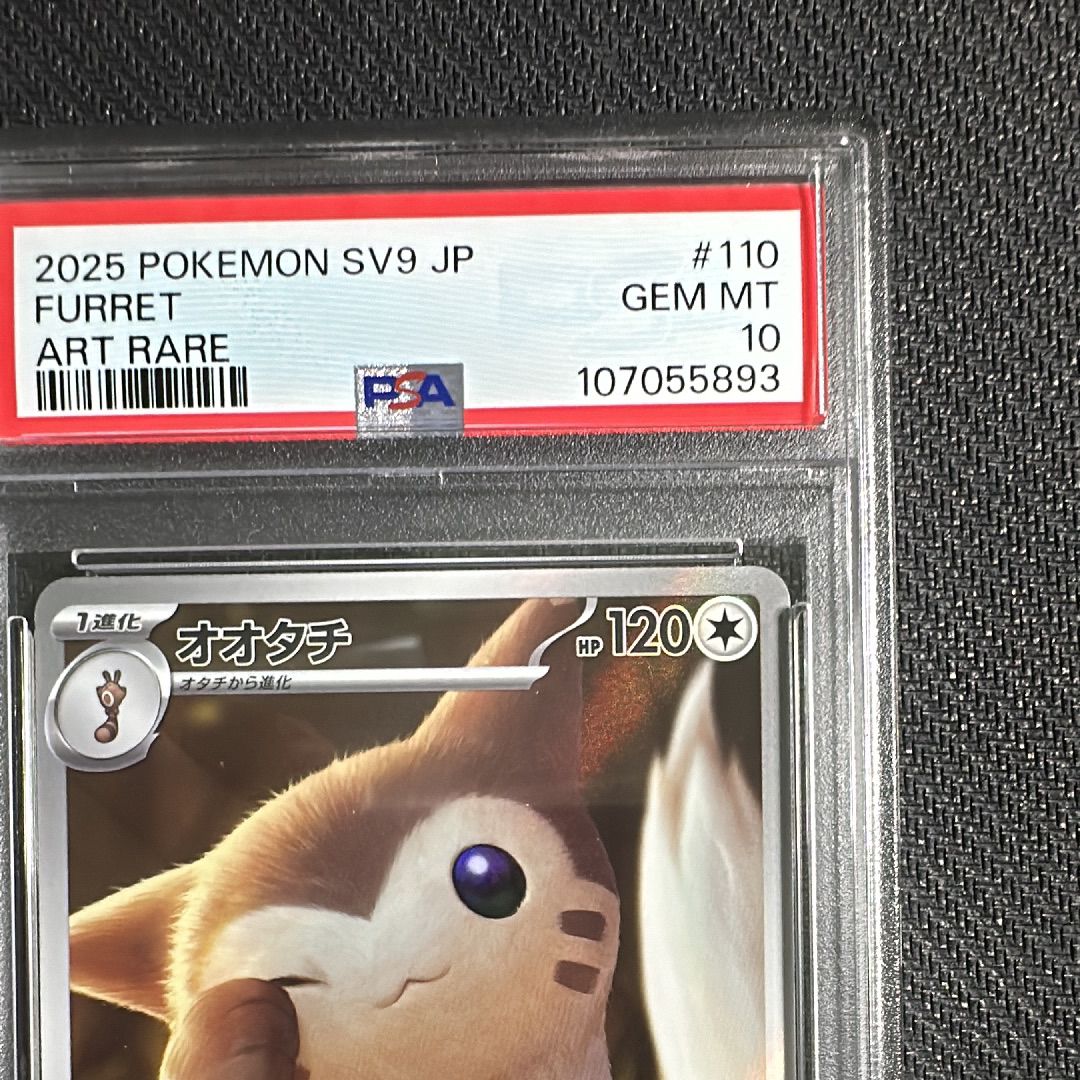 2025 POKEMON SV9 JP
#110
FURRET
GEM MT
ART RARE
10
PSA
107055893
1進化
オオタチ
HP 120
オタチから進化